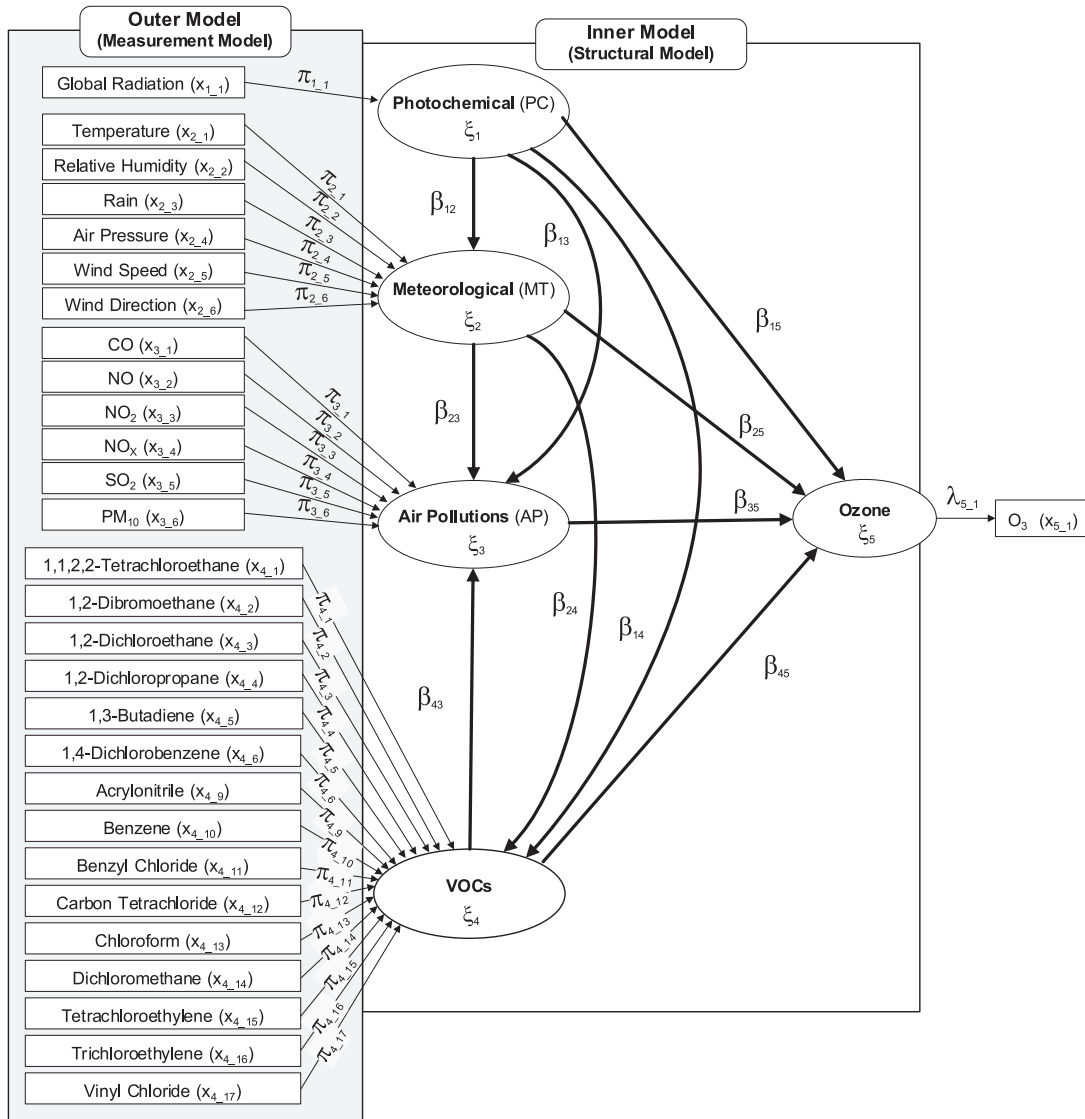 Outer Model
(Measurement Model)
Inner Model
(Structural Model)
Global Radiation (x1_1)
Temperature (x2_1)
Relative Humidity (x2_2)
Rain (x2_3)
Air Pressure (x2_4)
Wind Speed (x2_5)
Wind Direction (x2_6)
CO (x3_1)
NO (x3_2)
NO2 (x3_3)
NOX (x3_4)
SO2 (x3_5)
PM10 (x3_6)
1,1,2,2-Tetrachloroethane (x4_1)
1,2-Dibromoethane (x4_2)
1,2-Dichloroethane (x4_3)
1,2-Dichloropropane (x4_4)
1,3-Butadiene (x4_5)
1,4-Dichlorobenzene (x4_6)
Acrylonitrile (x4_9)
Benzene (x4_10)
Benzyl Chloride (x4_11)
Carbon Tetrachloride (x4_12)
Chloroform (x4_13)
Dichloromethane (x4_14)
Tetrachloroethylene (x4_15)
Trichloroethylene (x4_16)
Vinyl Chloride (x4_17)
π1_1
π2_1
π2_2
π2_3
π2_4
π2_5
π2_6
π3_1
π3_2
π3_3
π3_4
π3_5
π3_6
π4_1
π4_2
π4_3
π4_4
π4_5
π4_6
π4_9
π4_10
π4_11
π4_12
π4_13
π4_14
π4_15
π4_16
π4_17
Photochemical (PC)
ξ1
β12
β13
β15
Meteorological (MT)
ξ2
β23
β25
Air Pollutions (AP)
ξ3
β35
β24
β14
β43
β45
VOCs
ξ4
Ozone
ξ5
λ5_1
O3 (x5_1)